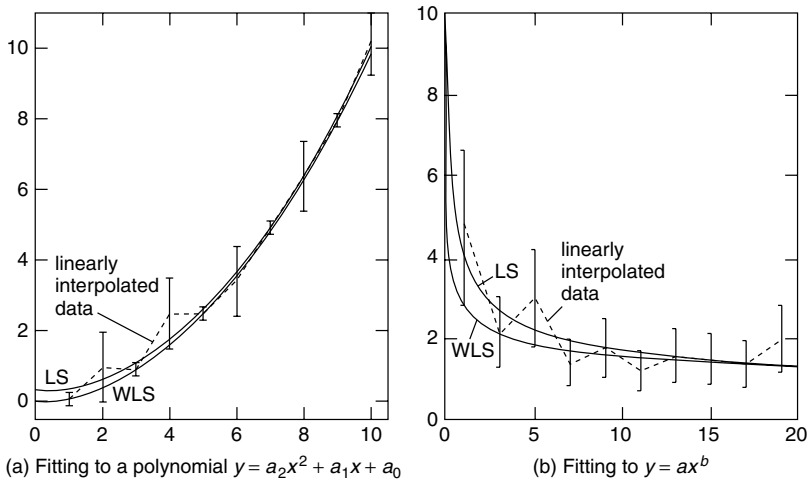 10
8
6
4
2
0
0 2 4 6 8 10
linearly
interpolated
data
LS
WLS
(a) Fitting to a polynomial y = a₂x² + a₁x + a₀
10
8
6
4
2
0
0 5 10 15 20
LS
linearly
interpolated
data
WLS
(b) Fitting to y = axᵇ